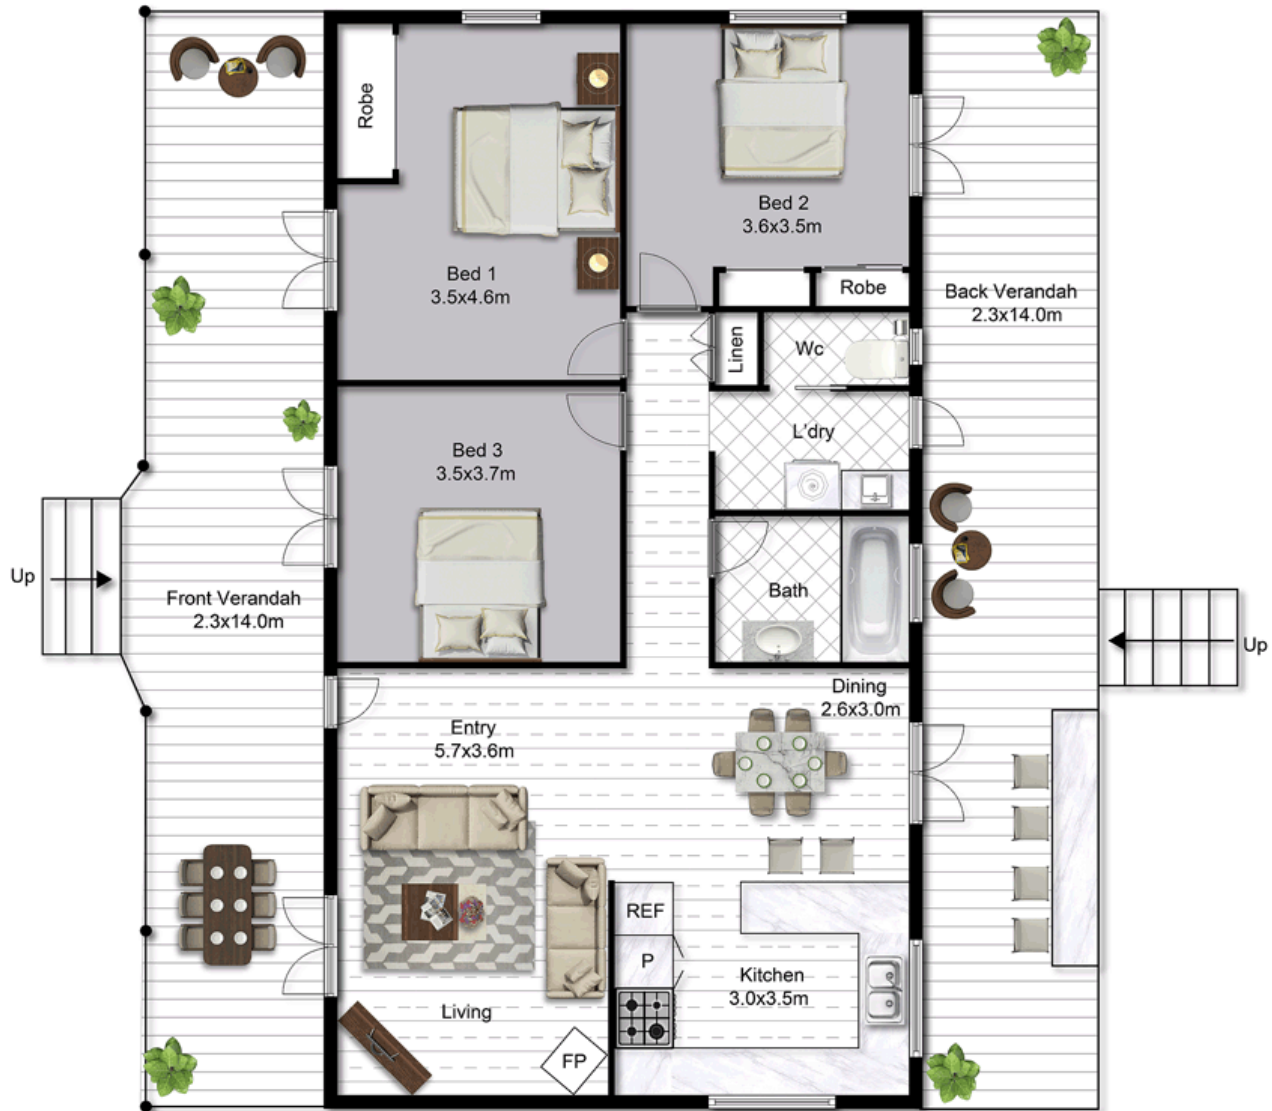 Robe
Bed 1
3.5x4.6m
Bed 2
3.6x3.5m
Robe
Back Verandah
2.3x14.0m
Linen
Wc
L'dry
Bed 3
3.5x3.7m
Up
Front Verandah
2.3x14.0m
Bath
Up
Dining
2.6x3.0m
Entry
5.7x3.6m
REF
P
Kitchen
3.0x3.5m
Living
FP